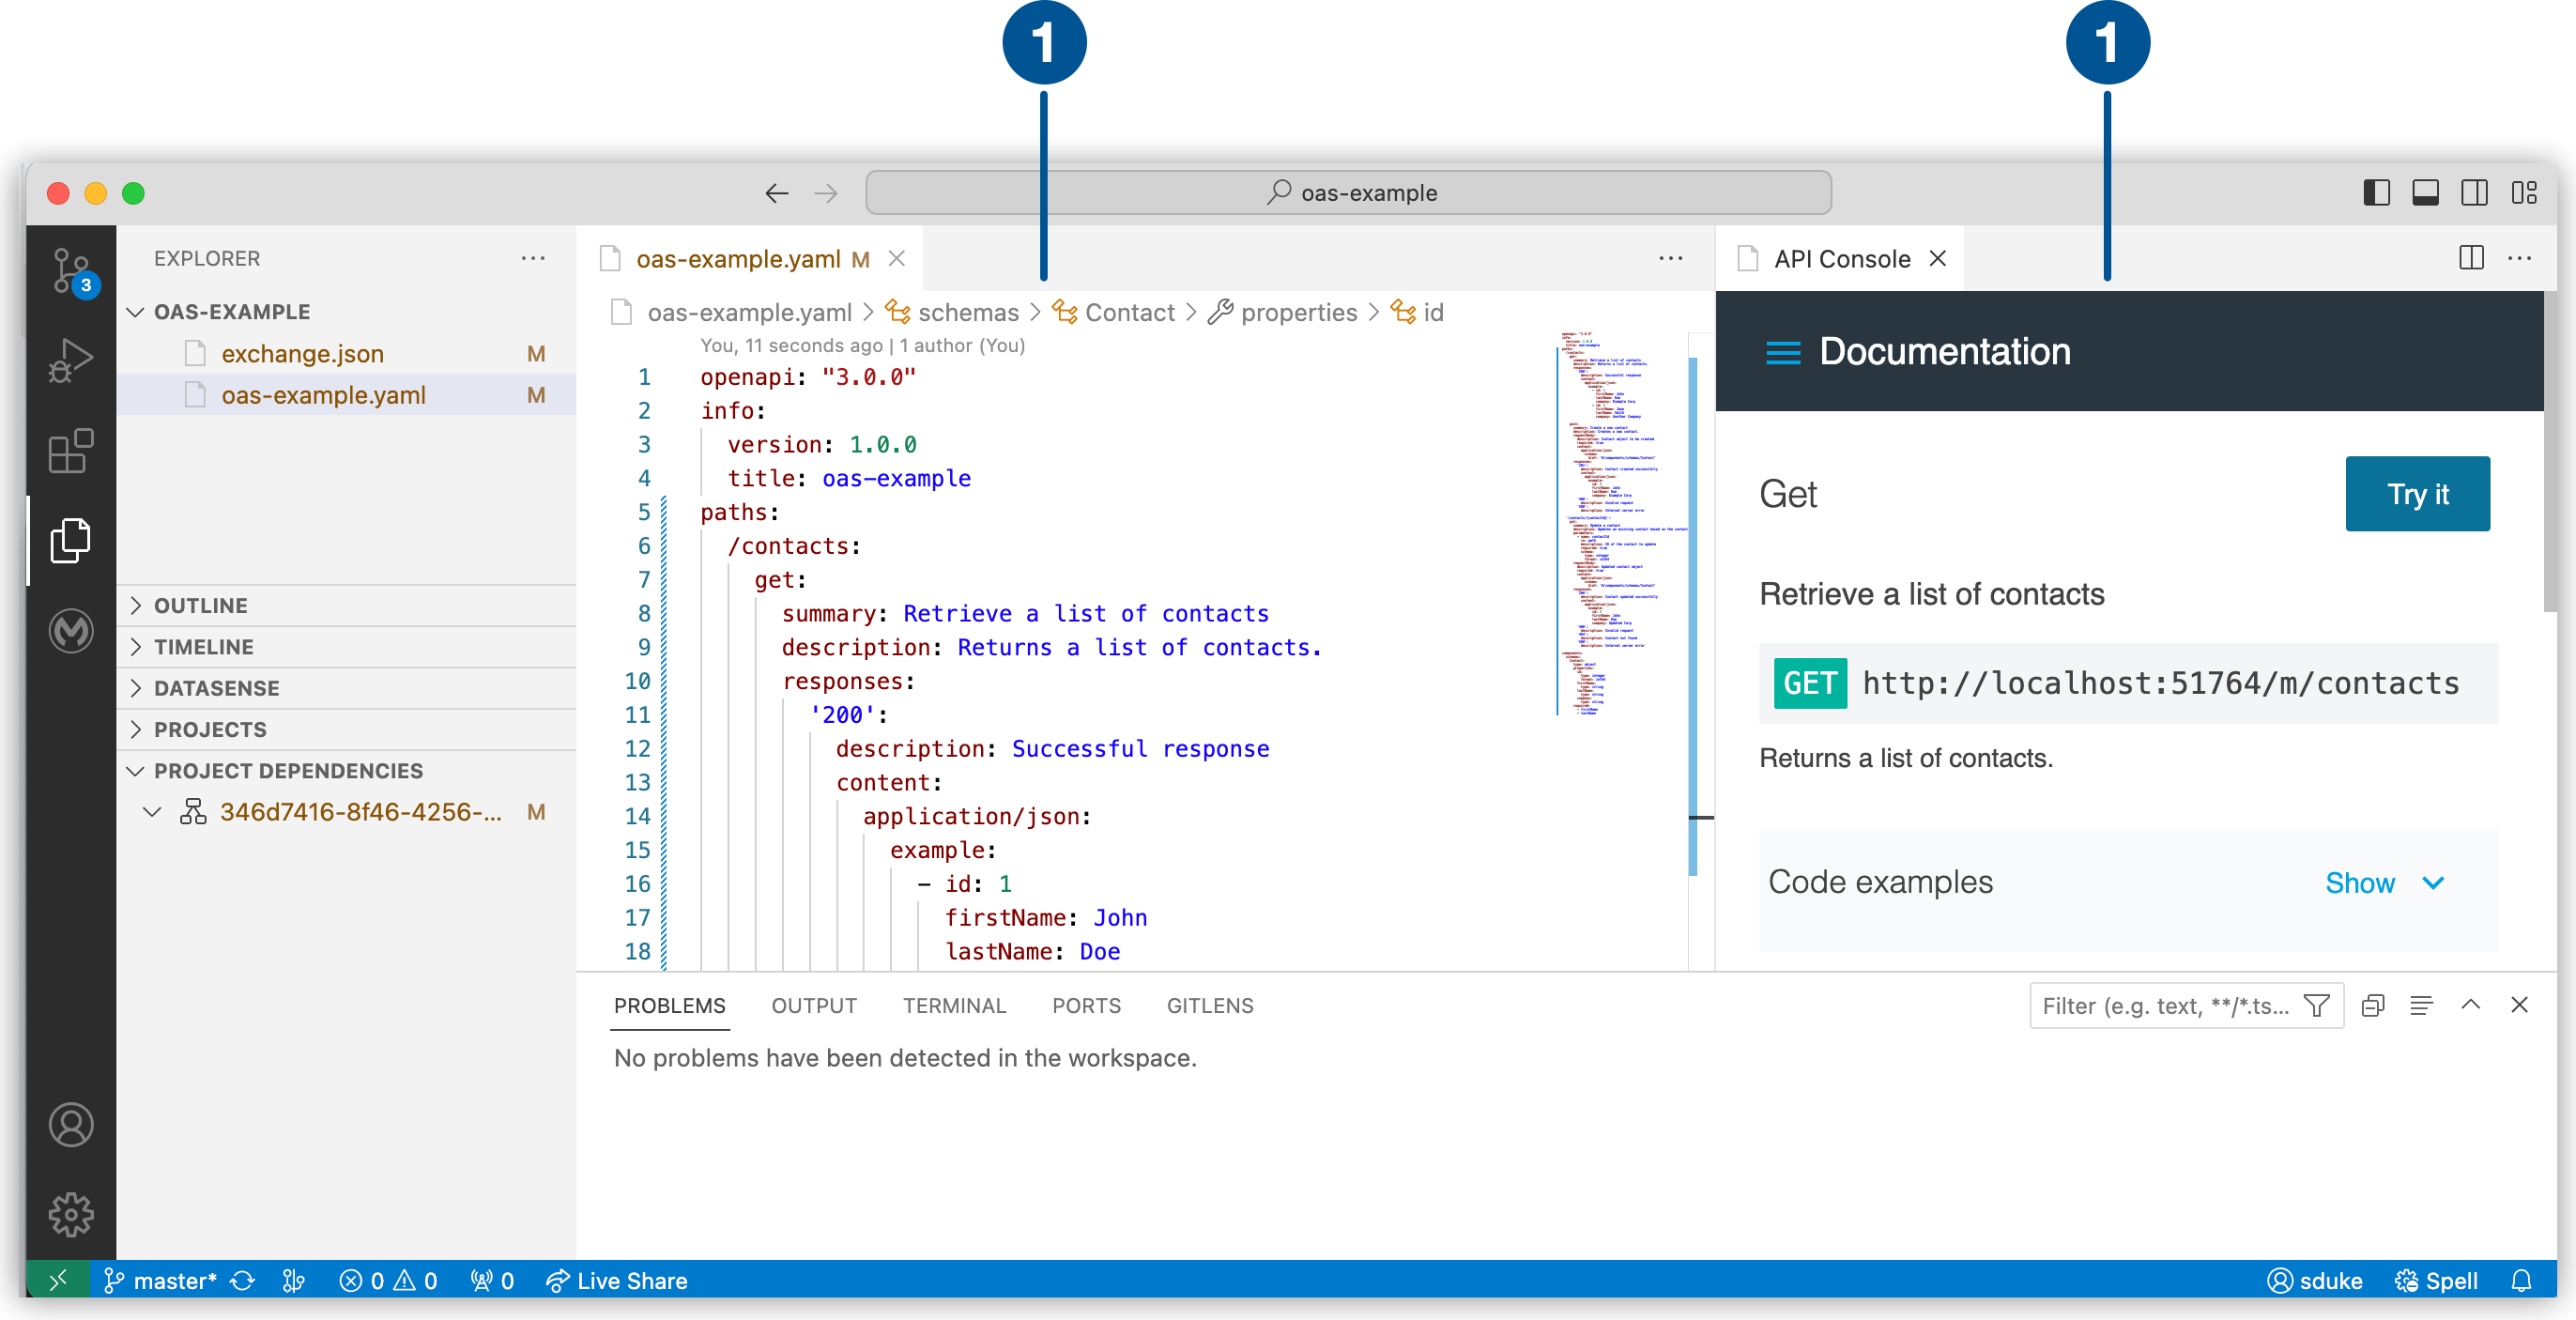 1
1
oas-example
3
EXPLORER
OAS-EXAMPLE
exchange.json M
oas-example.yaml M
OUTLINE
TIMELINE
DATASENSE
PROJECTS
PROJECT DEPENDENCIES
346d7416-8f46-4256-... M
oas-example.yaml M
oas-example.yaml > schemas > Contact > properties > id
You, 11 seconds ago | 1 author (You)
1 openapi: "3.0.0"
2 info:
3 version: 1.0.0
4 title: oas-example
5 paths:
6 /contacts:
7 get:
8 summary: Retrieve a list of contacts
9 description: Returns a list of contacts.
10 responses:
11 '200':
12 description: Successful response
13 content:
14 application/json:
15 example:
16 - id: 1
17 firstName: John
18 lastName: Doe
API Console
Documentation
Get
Try it
Retrieve a list of contacts
GET http://localhost:51764/m/contacts
Returns a list of contacts.
Code examples
Show
PROBLEMS OUTPUT TERMINAL PORTS GITLENS
Filter (e.g. text, **/*.ts...
No problems have been detected in the workspace.
master* 0 0 0 Live Share
sduke Spell